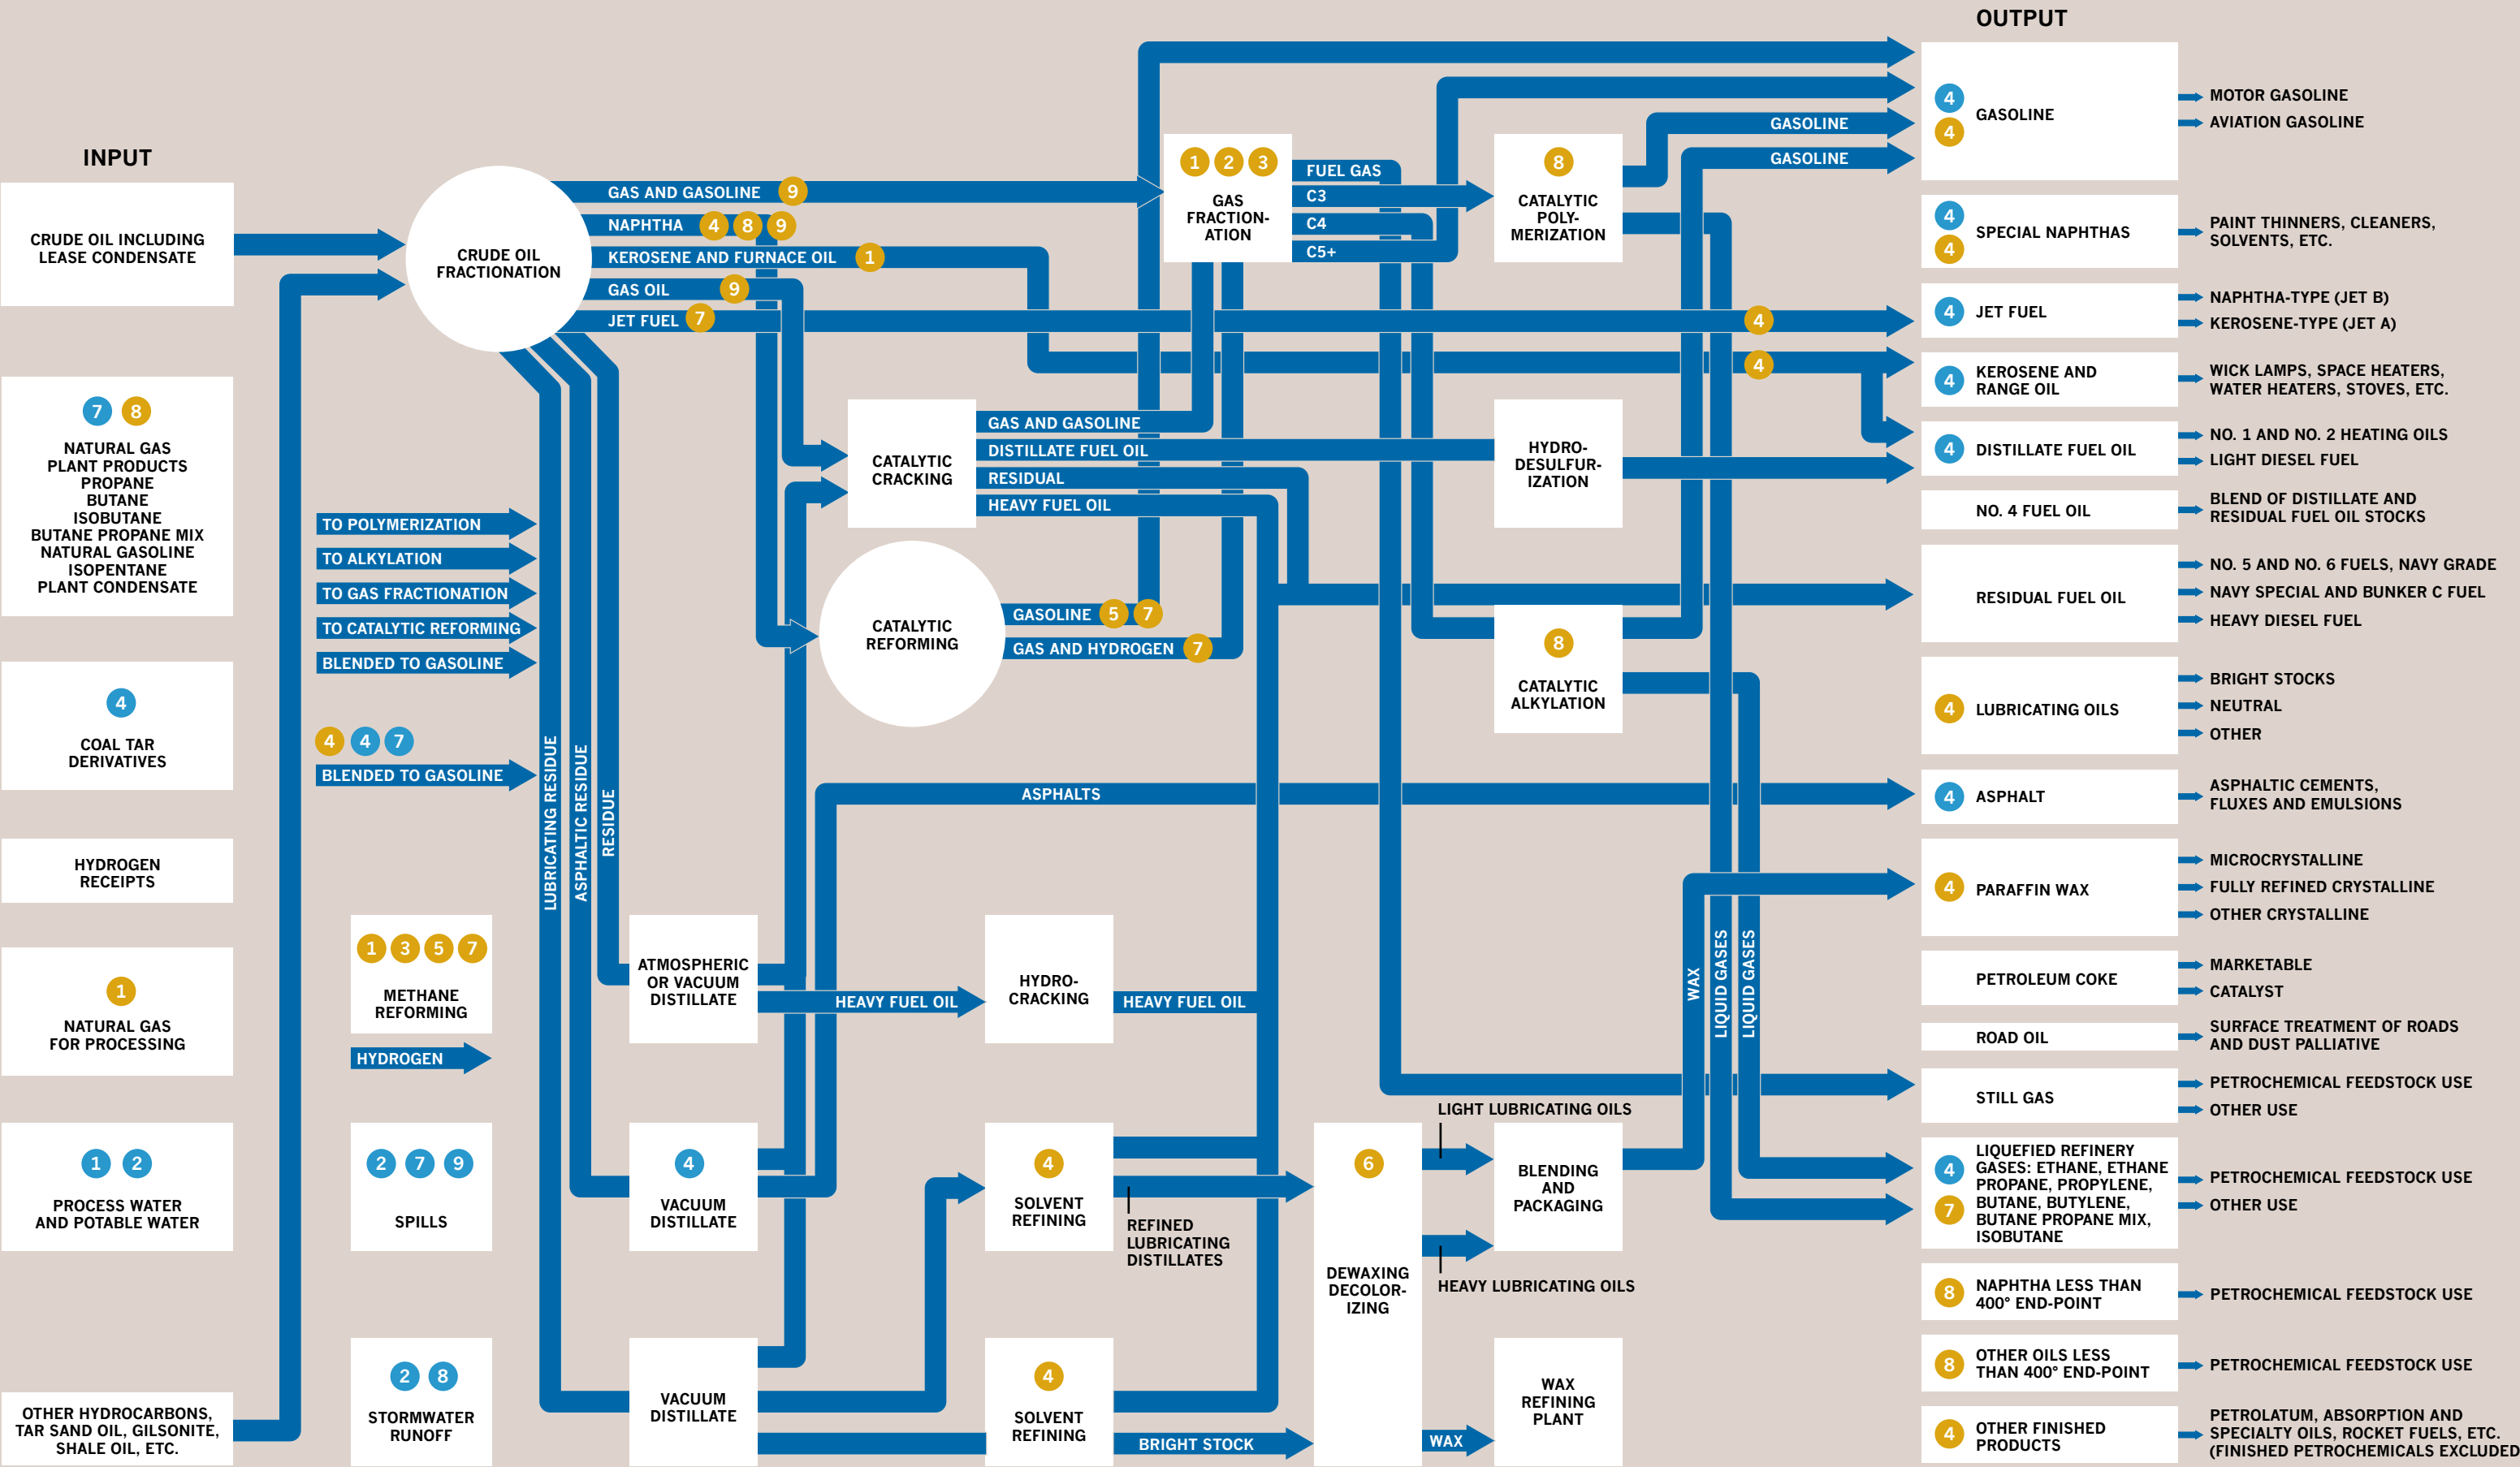 INPUT
CRUDE OIL INCLUDING
LEASE CONDENSATE
7 8
NATURAL GAS
PLANT PRODUCTS
PROPANE
BUTANE
ISOBUTANE
BUTANE PROPANE MIX
NATURAL GASOLINE
ISOPENTANE
PLANT CONDENSATE
4
COAL TAR
DERIVATIVES
HYDROGEN
RECEIPTS
1
NATURAL GAS
FOR PROCESSING
1 2
PROCESS WATER
AND POTABLE WATER
OTHER HYDROCARBONS,
TAR SAND OIL, GILSONITE,
SHALE OIL, ETC.
TO POLYMERIZATION
TO ALKYLATION
TO GAS FRACTIONATION
TO CATALYTIC REFORMING
BLENDED TO GASOLINE
4 4 7
BLENDED TO GASOLINE
1 3 5 7
METHANE
REFORMING
HYDROGEN
2 7 9
SPILLS
2 8
STORMWATER
RUNOFF
CRUDE OIL
FRACTIONATION
GAS AND GASOLINE 9
NAPHTHA 4 8 9
KEROSENE AND FURNACE OIL 1
GAS OIL 9
JET FUEL 7
4
4
LUBRICATING RESIDUE
ASPHALTIC RESIDUE
RESIDUE
CATALYTIC
CRACKING
GAS AND GASOLINE
DISTILLATE FUEL OIL
RESIDUAL
HEAVY FUEL OIL
CATALYTIC
REFORMING
GASOLINE 5 7
GAS AND HYDROGEN 7
ASPHALTS
ATMOSPHERIC
OR VACUUM
DISTILLATE
HEAVY FUEL OIL
HYDRO-
CRACKING
HEAVY FUEL OIL
4
VACUUM
DISTILLATE
VACUUM
DISTILLATE
4
SOLVENT
REFINING
REFINED
LUBRICATING
DISTILLATES
4
SOLVENT
REFINING
BRIGHT STOCK
1 2 3
GAS
FRACTION-
ATION
FUEL GAS
C3
C4
C5+
8
CATALYTIC
POLY-
MERIZATION
GASOLINE
GASOLINE
HYDRO-
DESULFUR-
IZATION
8
CATALYTIC
ALKYLATION
6
DEWAXING
DECOLOR-
IZING
LIGHT LUBRICATING OILS
HEAVY LUBRICATING OILS
WAX
BLENDING
AND
PACKAGING
WAX
REFINING
PLANT
WAX
LIQUID GASES
LIQUID GASES
OUTPUT
4
4
GASOLINE
MOTOR GASOLINE
AVIATION GASOLINE
4
4
SPECIAL NAPHTHAS
PAINT THINNERS, CLEANERS,
SOLVENTS, ETC.
4 JET FUEL
NAPHTHA-TYPE (JET B)
KEROSENE-TYPE (JET A)
4 KEROSENE AND
RANGE OIL
WICK LAMPS, SPACE HEATERS,
WATER HEATERS, STOVES, ETC.
4 DISTILLATE FUEL OIL
NO. 1 AND NO. 2 HEATING OILS
LIGHT DIESEL FUEL
NO. 4 FUEL OIL
BLEND OF DISTILLATE AND
RESIDUAL FUEL OIL STOCKS
RESIDUAL FUEL OIL
NO. 5 AND NO. 6 FUELS, NAVY GRADE
NAVY SPECIAL AND BUNKER C FUEL
HEAVY DIESEL FUEL
4 LUBRICATING OILS
BRIGHT STOCKS
NEUTRAL
OTHER
4 ASPHALT
ASPHALTIC CEMENTS,
FLUXES AND EMULSIONS
4 PARAFFIN WAX
MICROCRYSTALLINE
FULLY REFINED CRYSTALLINE
OTHER CRYSTALLINE
PETROLEUM COKE
MARKETABLE
CATALYST
ROAD OIL
SURFACE TREATMENT OF ROADS
AND DUST PALLIATIVE
STILL GAS
PETROCHEMICAL FEEDSTOCK USE
OTHER USE
4
7
LIQUEFIED REFINERY
GASES: ETHANE, ETHANE
PROPANE, PROPYLENE,
BUTANE, BUTYLENE,
BUTANE PROPANE MIX,
ISOBUTANE
PETROCHEMICAL FEEDSTOCK USE
OTHER USE
8 NAPHTHA LESS THAN
400° END-POINT
PETROCHEMICAL FEEDSTOCK USE
8 OTHER OILS LESS
THAN 400° END-POINT
PETROCHEMICAL FEEDSTOCK USE
4 OTHER FINISHED
PRODUCTS
PETROLATUM, ABSORPTION AND
SPECIALTY OILS, ROCKET FUELS, ETC.
(FINISHED PETROCHEMICALS EXCLUDED